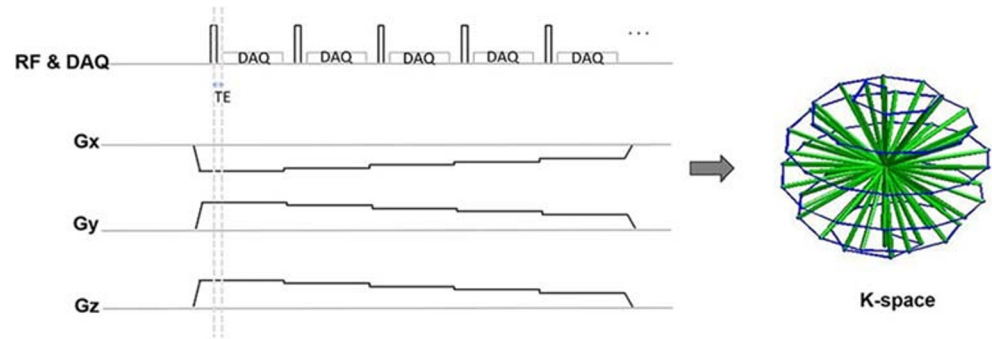 RF & DAQ
DAQ DAQ DAQ DAQ DAQ ...
TE
Gx
Gy
Gz
K-space